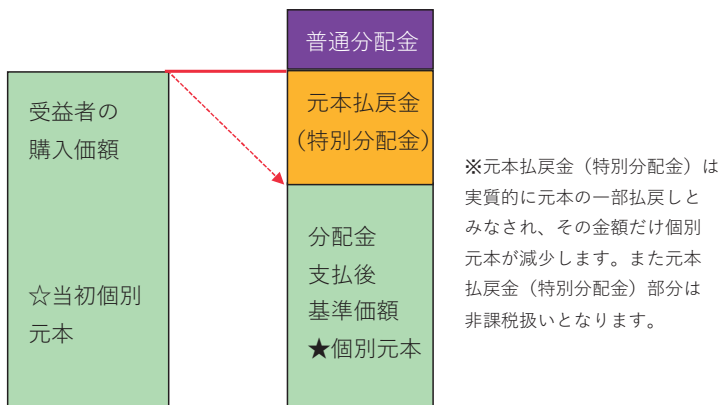 普通分配金
受益者の
購入価額
元本払戻金
(特別分配金)
※元本払戻金（特別分配金）は
実質的に元本の一部払戻しと
みなされ、その金額だけ個別
元本が減少します。また元本
払戻金（特別分配金）部分は
非課税扱いとなります。
☆当初個別
元本
分配金
支払後
基準価額
★個別元本